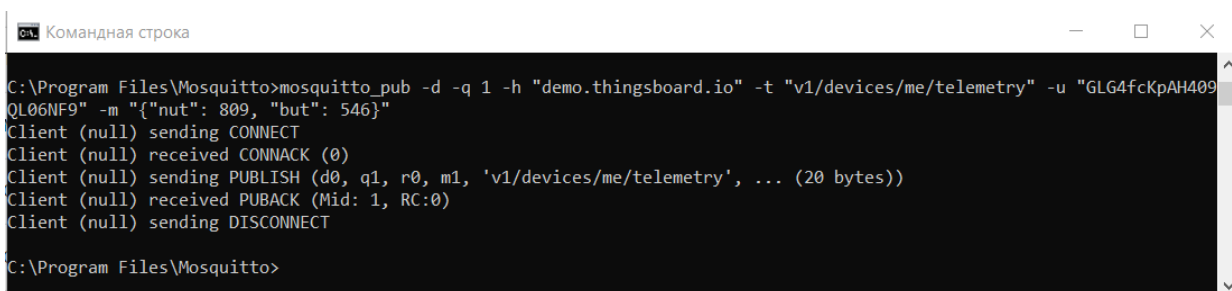 Командная строка
C:\Program Files\Mosquitto>mosquitto_pub -d -q 1 -h "demo.thingsboard.io" -t "v1/devices/me/telemetry" -u "GLG4fcKpAH409
QL06NF9" -m "{"nut": 809, "but": 546}"
Client (null) sending CONNECT
Client (null) received CONNACK (0)
Client (null) sending PUBLISH (d0, q1, r0, m1, 'v1/devices/me/telemetry', ... (20 bytes))
Client (null) received PUBACK (Mid: 1, RC:0)
Client (null) sending DISCONNECT
C:\Program Files\Mosquitto>